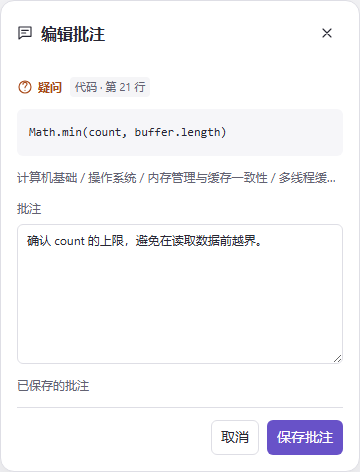 编辑批注
疑问 代码 · 第 21 行
Math.min(count, buffer.length)
计算机基础 / 操作系统 / 内存管理与缓存一致性 / 多线程缓...
批注
确认 count 的上限，避免在读取数据前越界。
已保存的批注
取消 保存批注